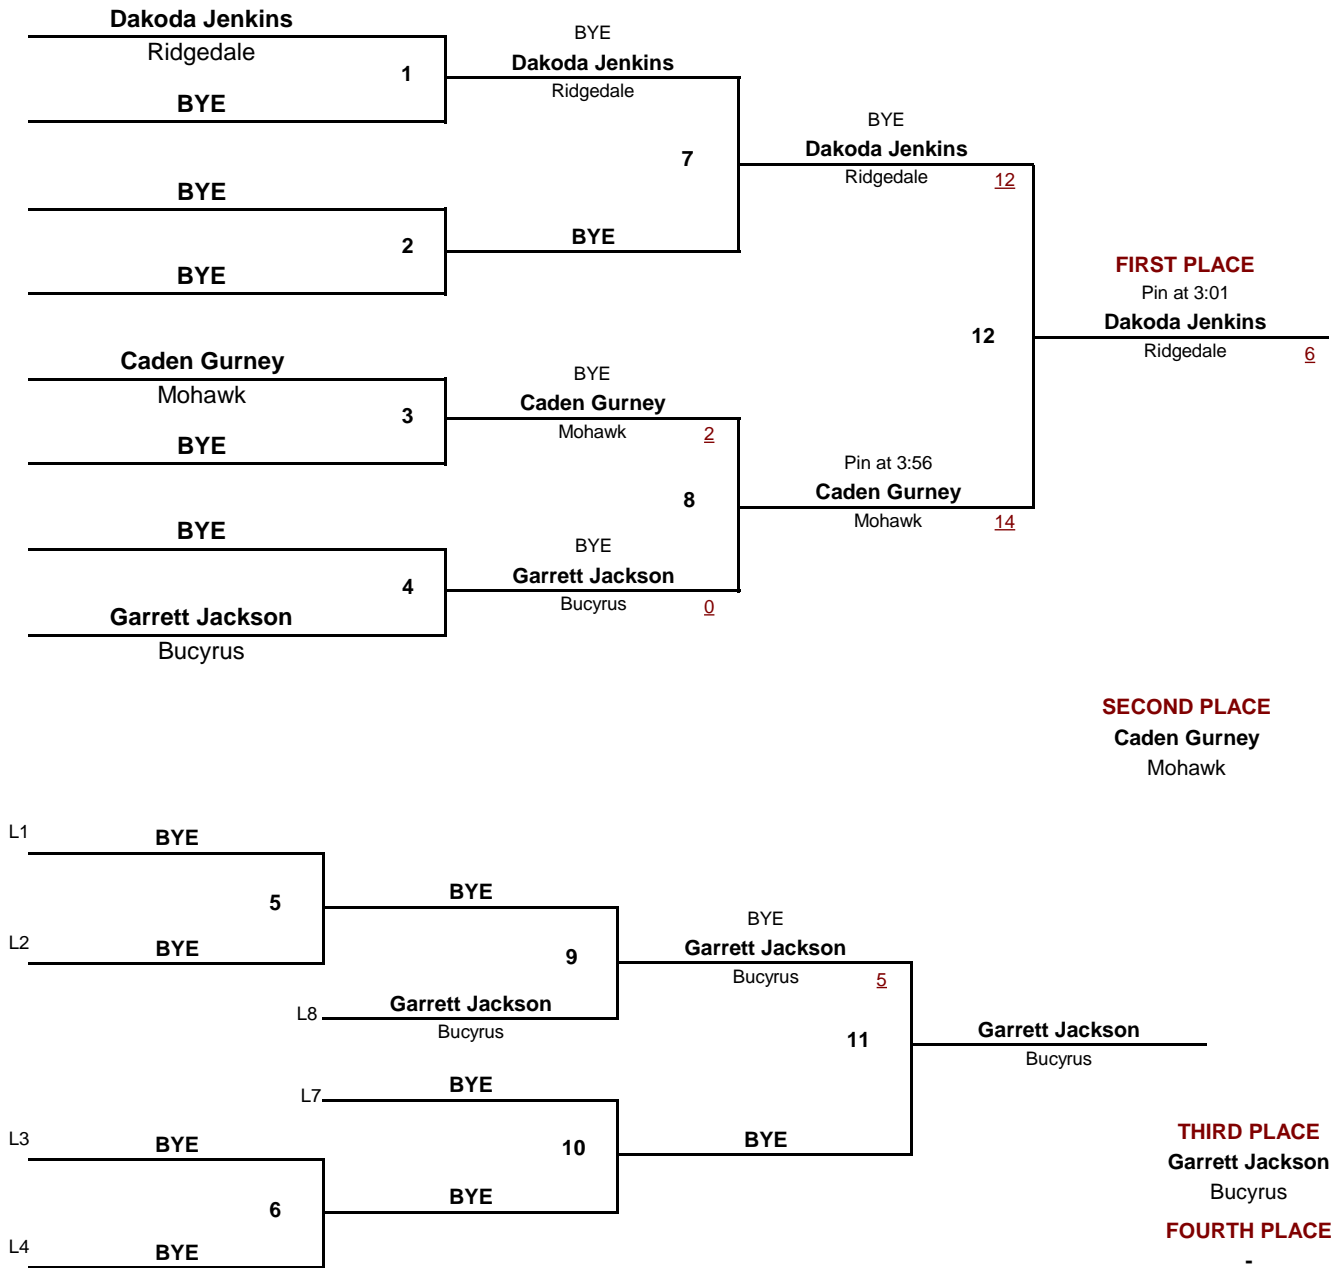 Dakoda Jenkins
Ridgedale
1
BYE
BYE
Dakoda Jenkins
Ridgedale
BYE
2
BYE
BYE
7
BYE
Dakoda Jenkins
Ridgedale
12
Caden Gurney
Mohawk
3
BYE
BYE
Caden Gurney
Mohawk
2
BYE
4
Garrett Jackson
Bucyrus
BYE
Garrett Jackson
Bucyrus
0
8
Pin at 3:56
Caden Gurney
Mohawk
14
12
FIRST PLACE
Pin at 3:01
Dakoda Jenkins
Ridgedale
6
SECOND PLACE
Caden Gurney
Mohawk
L1
BYE
5
L2
BYE
BYE
9
L8
Garrett Jackson
Bucyrus
BYE
Garrett Jackson
Bucyrus
5
11
Garrett Jackson
Bucyrus
L7
BYE
10
BYE
L3
BYE
6
BYE
L4
BYE
THIRD PLACE
Garrett Jackson
Bucyrus
FOURTH PLACE
-